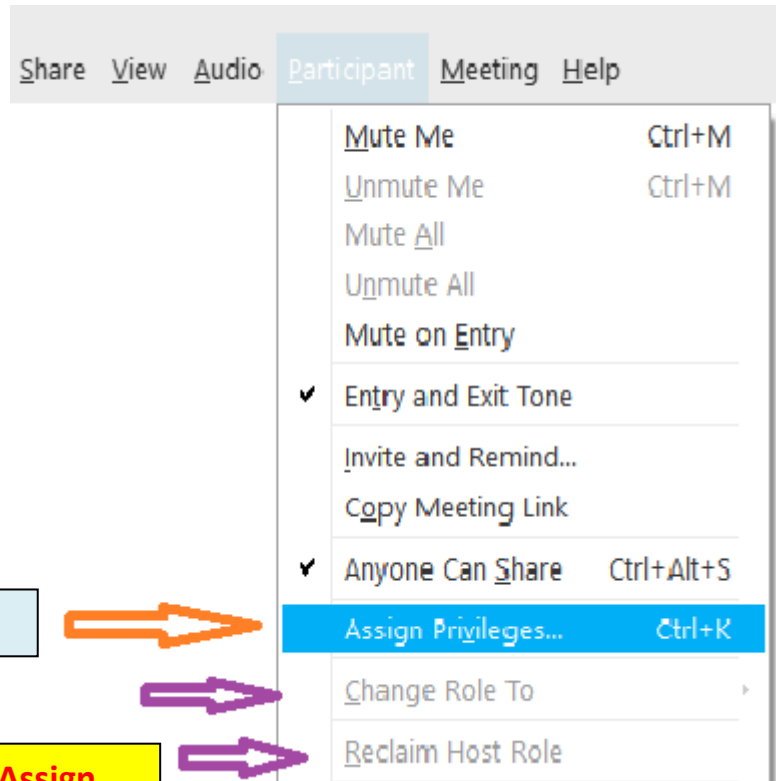 Share View Audio Participant Meeting Help
Mute Me Ctrl+M
Unmute Me Ctrl+M
Mute All
Unmute All
Mute on Entry
✔ Entry and Exit Tone
Invite and Remind...
Copy Meeting Link
✔ Anyone Can Share Ctrl+Alt+S
Assign Privileges... Ctrl+K
Change Role To
Reclaim Host Role
Assign